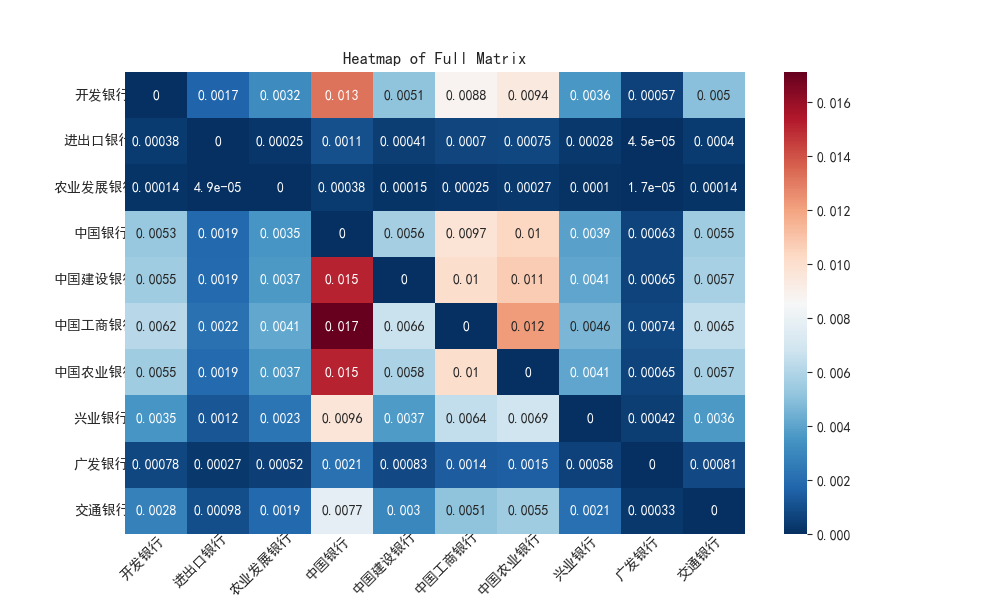 Heatmap of Full Matrix
开发银行 0 0.0017 0.0032 0.013 0.0051 0.0088 0.0094 0.0036 0.00057 0.005
进出口银行 0.00038 0 0.00025 0.0011 0.00041 0.0007 0.00075 0.00028 4.5e-05 0.0004
农业发展银行 0.00014 4.9e-05 0 0.00038 0.00015 0.00025 0.00027 0.0001 1.7e-05 0.00014
中国银行 0.0053 0.0019 0.0035 0 0.0056 0.0097 0.01 0.0039 0.00063 0.0055
中国建设银行 0.0055 0.0019 0.0037 0.015 0 0.01 0.011 0.0041 0.00065 0.0057
中国工商银行 0.0062 0.0022 0.0041 0.017 0.0066 0 0.012 0.0046 0.00074 0.0065
中国农业银行 0.0055 0.0019 0.0037 0.015 0.0058 0.01 0 0.0041 0.00065 0.0057
兴业银行 0.0035 0.0012 0.0023 0.0096 0.0037 0.0064 0.0069 0 0.00042 0.0036
广发银行 0.00078 0.00027 0.00052 0.0021 0.00083 0.0014 0.0015 0.00058 0 0.00081
交通银行 0.0028 0.00098 0.0019 0.0077 0.003 0.0051 0.0055 0.0021 0.00033 0
开发银行 进出口银行 农业发展银行 中国银行 中国建设银行 中国工商银行 中国农业银行 兴业银行 广发银行 交通银行
0.016
0.014
0.012
0.010
0.008
0.006
0.004
0.002
0.000